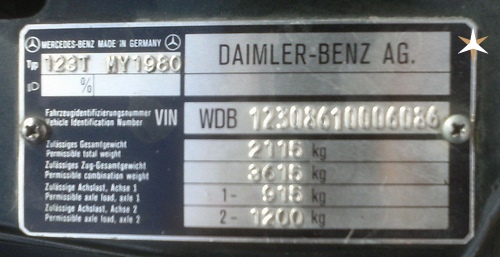 MERCEDES-BENZ MADE IN GERMANY
DAIMLER-BENZ AG.
Typ 123T MY1980
%
Fahrzeugidentifizierungsnummer
Vehicle Identification Number VIN WDB 12308610006086
Zulässiges Gesamtgewicht
Permissible total weight 2115 kg
Zulässiges Zug-Gesamtgewicht
Permissible combination weight 3615 kg
Zulässige Achslast, Achse 1
Permissible axle load, axle 1 1- 915 kg
Zulässige Achslast, Achse 2
Permissible axle load, axle 2 2- 1200 kg